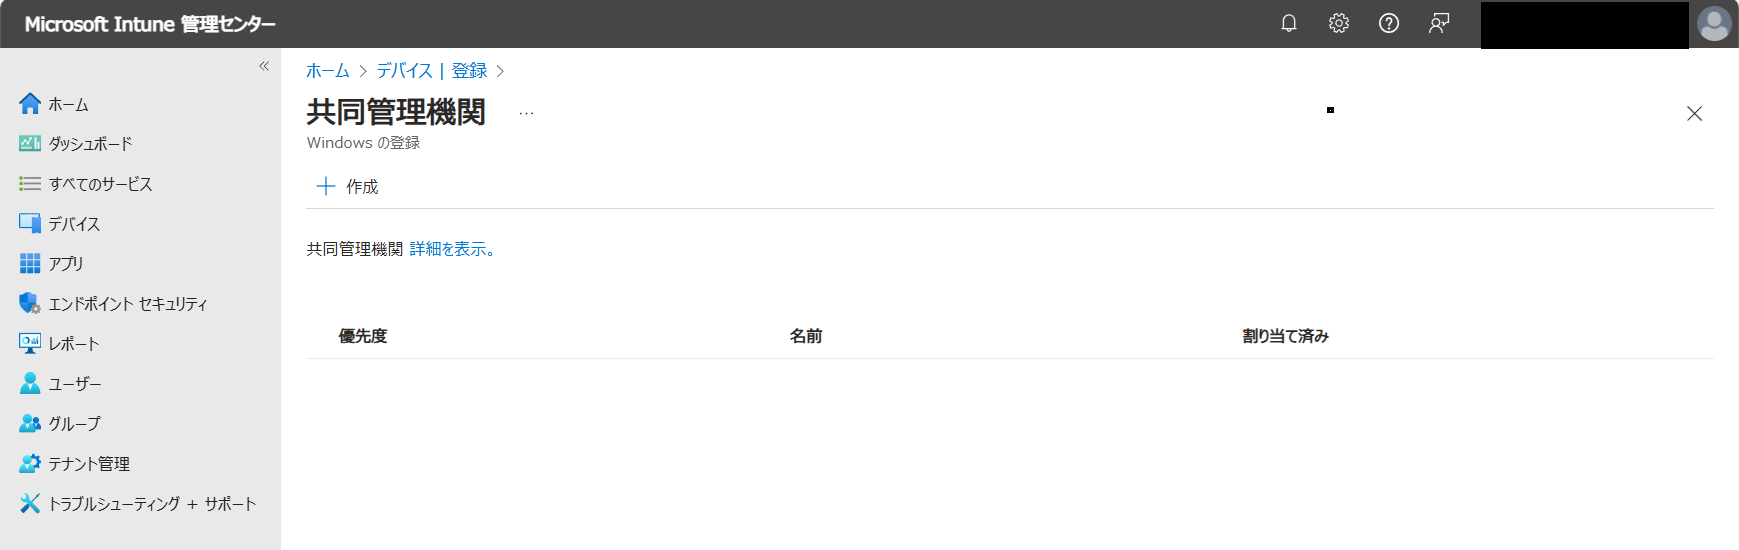 Microsoft Intune 管理センター
ホーム
ダッシュボード
すべてのサービス
デバイス
アプリ
エンドポイント セキュリティ
レポート
ユーザー
グループ
テナント管理
トラブルシューティング + サポート
ホーム > デバイス | 登録 >
共同管理機関 ...
Windows の登録
作成
共同管理機関 詳細を表示。
優先度 名前 割り当て済み